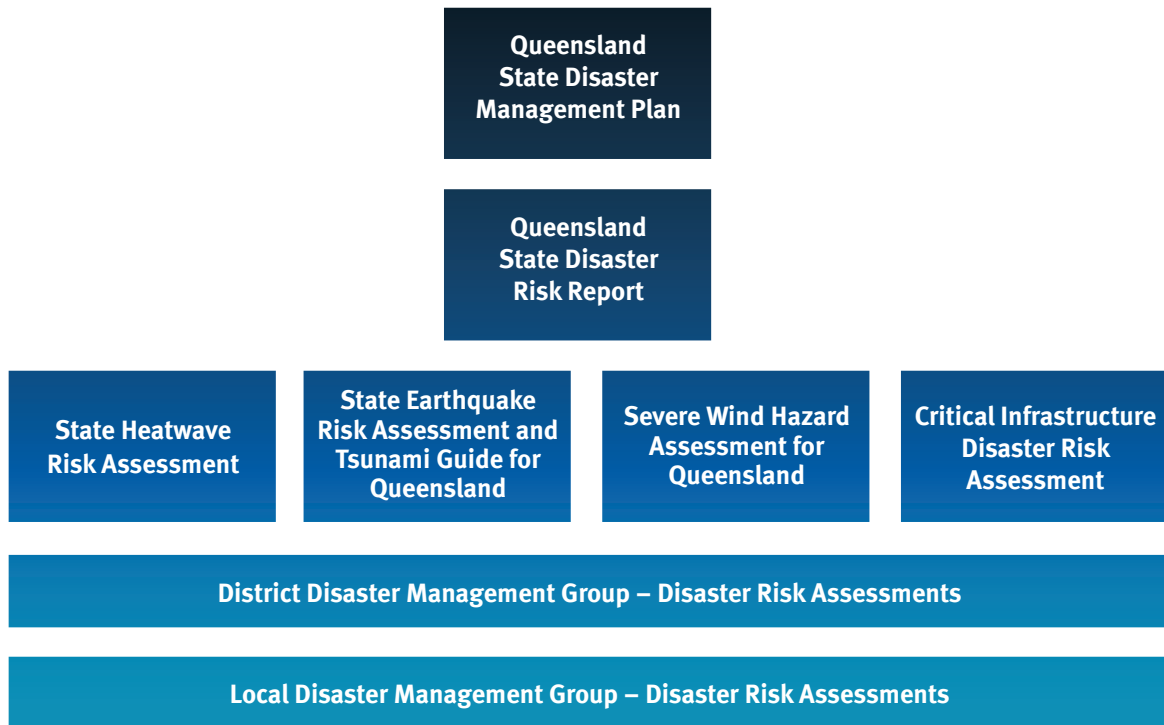 Queensland
State Disaster
Management Plan
Queensland
State Disaster
Risk Report
State Heatwave
Risk Assessment
State Earthquake
Risk Assessment and
Tsunami Guide for
Queensland
Severe Wind Hazard
Assessment for
Queensland
Critical Infrastructure
Disaster Risk
Assessment
District Disaster Management Group – Disaster Risk Assessments
Local Disaster Management Group – Disaster Risk Assessments